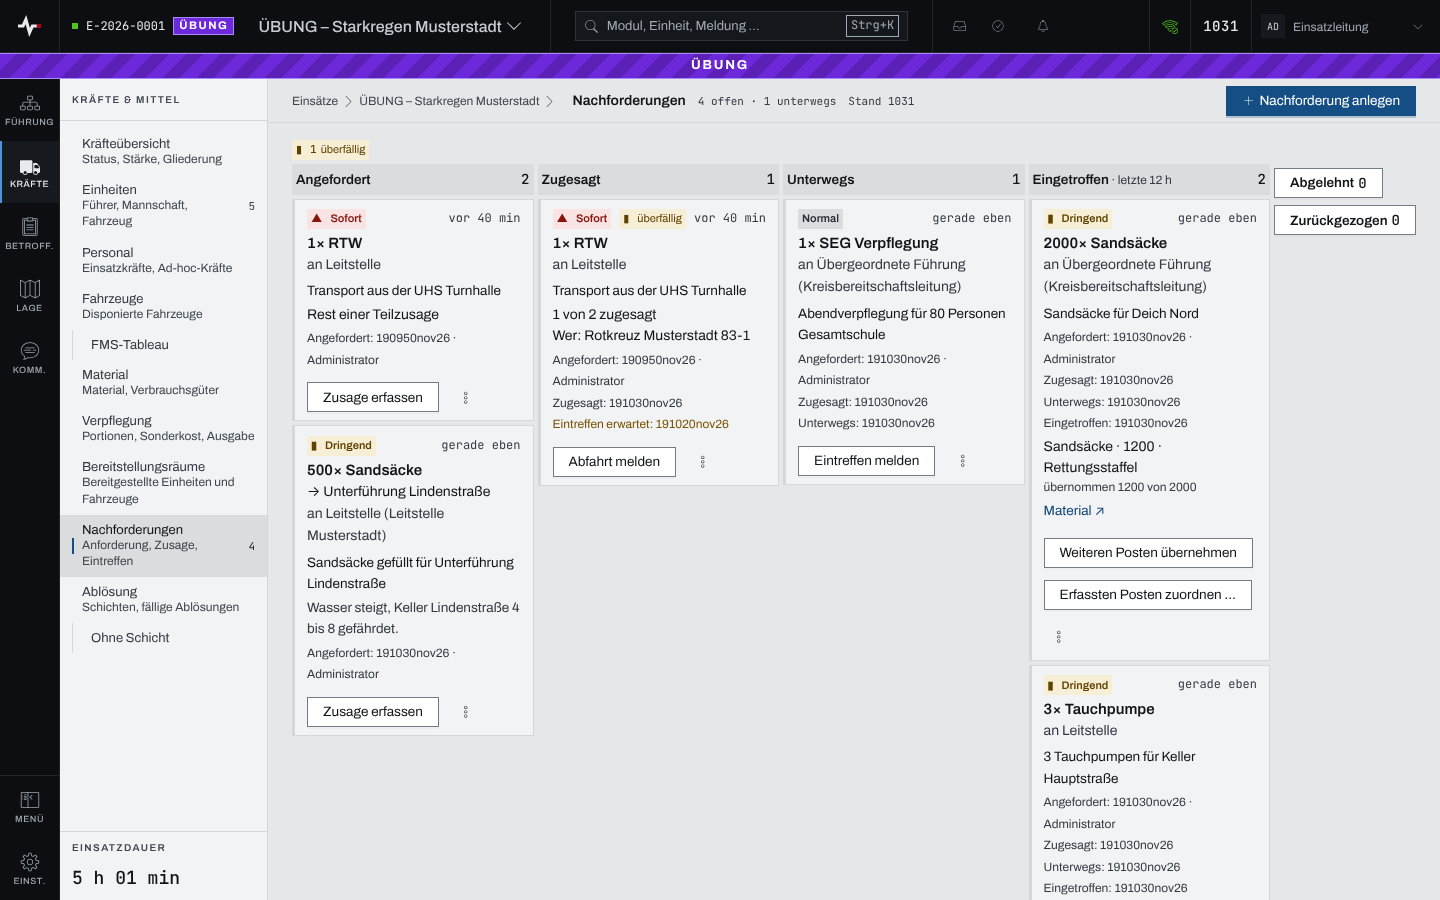 E-2026-0001 ÜBUNG ÜBUNG – Starkregen Musterstadt Modul, Einheit, Meldung ... Strg+K 1031 AD Einsatzleitung
ÜBUNG
FÜHRUNG
KRÄFTE
BETROFF.
LAGE
KOMM.
MENÜ
EINST.
KRÄFTE & MITTEL
Kräfteübersicht
Status, Stärke, Gliederung
Einheiten
Führer, Mannschaft, 5
Fahrzeug
Personal
Einsatzkräfte, Ad-hoc-Kräfte
Fahrzeuge
Disponierte Fahrzeuge
FMS-Tableau
Material
Material, Verbrauchsgüter
Verpflegung
Portionen, Sonderkost, Ausgabe
Bereitstellungsräume
Bereitgestellte Einheiten und
Fahrzeuge
Nachforderungen
Anforderung, Zusage, 4
Eintreffen
Ablösung
Schichten, fällige Ablösungen
Ohne Schicht
EINSATZDAUER
5 h 01 min
Einsätze ÜBUNG – Starkregen Musterstadt Nachforderungen 4 offen · 1 unterwegs Stand 1031
+ Nachforderung anlegen
1 überfällig
Angefordert 2
Sofort vor 40 min
1× RTW
an Leitstelle
Transport aus der UHS Turnhalle
Rest einer Teilzusage
Angefordert: 190950nov26 ·
Administrator
Zusage erfassen
Dringend gerade eben
500× Sandsäcke
→ Unterführung Lindenstraße
an Leitstelle (Leitstelle
Musterstadt)
Sandsäcke gefüllt für Unterführung
Lindenstraße
Wasser steigt, Keller Lindenstraße 4
bis 8 gefährdet.
Angefordert: 191030nov26 ·
Administrator
Zusage erfassen
Zugesagt 1
Sofort überfällig vor 40 min
1× RTW
an Leitstelle
Transport aus der UHS Turnhalle
1 von 2 zugesagt
Wer: Rotkreuz Musterstadt 83-1
Angefordert: 190950nov26 ·
Administrator
Zugesagt: 191030nov26
Eintreffen erwartet: 191020nov26
Abfahrt melden
Unterwegs 1
Normal gerade eben
1× SEG Verpflegung
an Übergeordnete Führung
(Kreisbereitschaftsleitung)
Abendverpflegung für 80 Personen
Gesamtschule
Angefordert: 191030nov26 ·
Administrator
Zugesagt: 191030nov26
Unterwegs: 191030nov26
Eintreffen melden
Eingetroffen · letzte 12 h 2
Dringend gerade eben
2000× Sandsäcke
an Übergeordnete Führung
(Kreisbereitschaftsleitung)
Sandsäcke für Deich Nord
Angefordert: 191030nov26 ·
Administrator
Zugesagt: 191030nov26
Unterwegs: 191030nov26
Eingetroffen: 191030nov26
Sandsäcke · 1200 ·
Rettungsstaffel
übernommen 1200 von 2000
Material ↗
Weiteren Posten übernehmen
Erfassten Posten zuordnen ...
Dringend gerade eben
3× Tauchpumpe
an Leitstelle
3 Tauchpumpen für Keller
Hauptstraße
Angefordert: 191030nov26 ·
Administrator
Zugesagt: 191030nov26
Unterwegs: 191030nov26
Eingetroffen: 191030nov26
Abgelehnt 0
Zurückgezogen 0